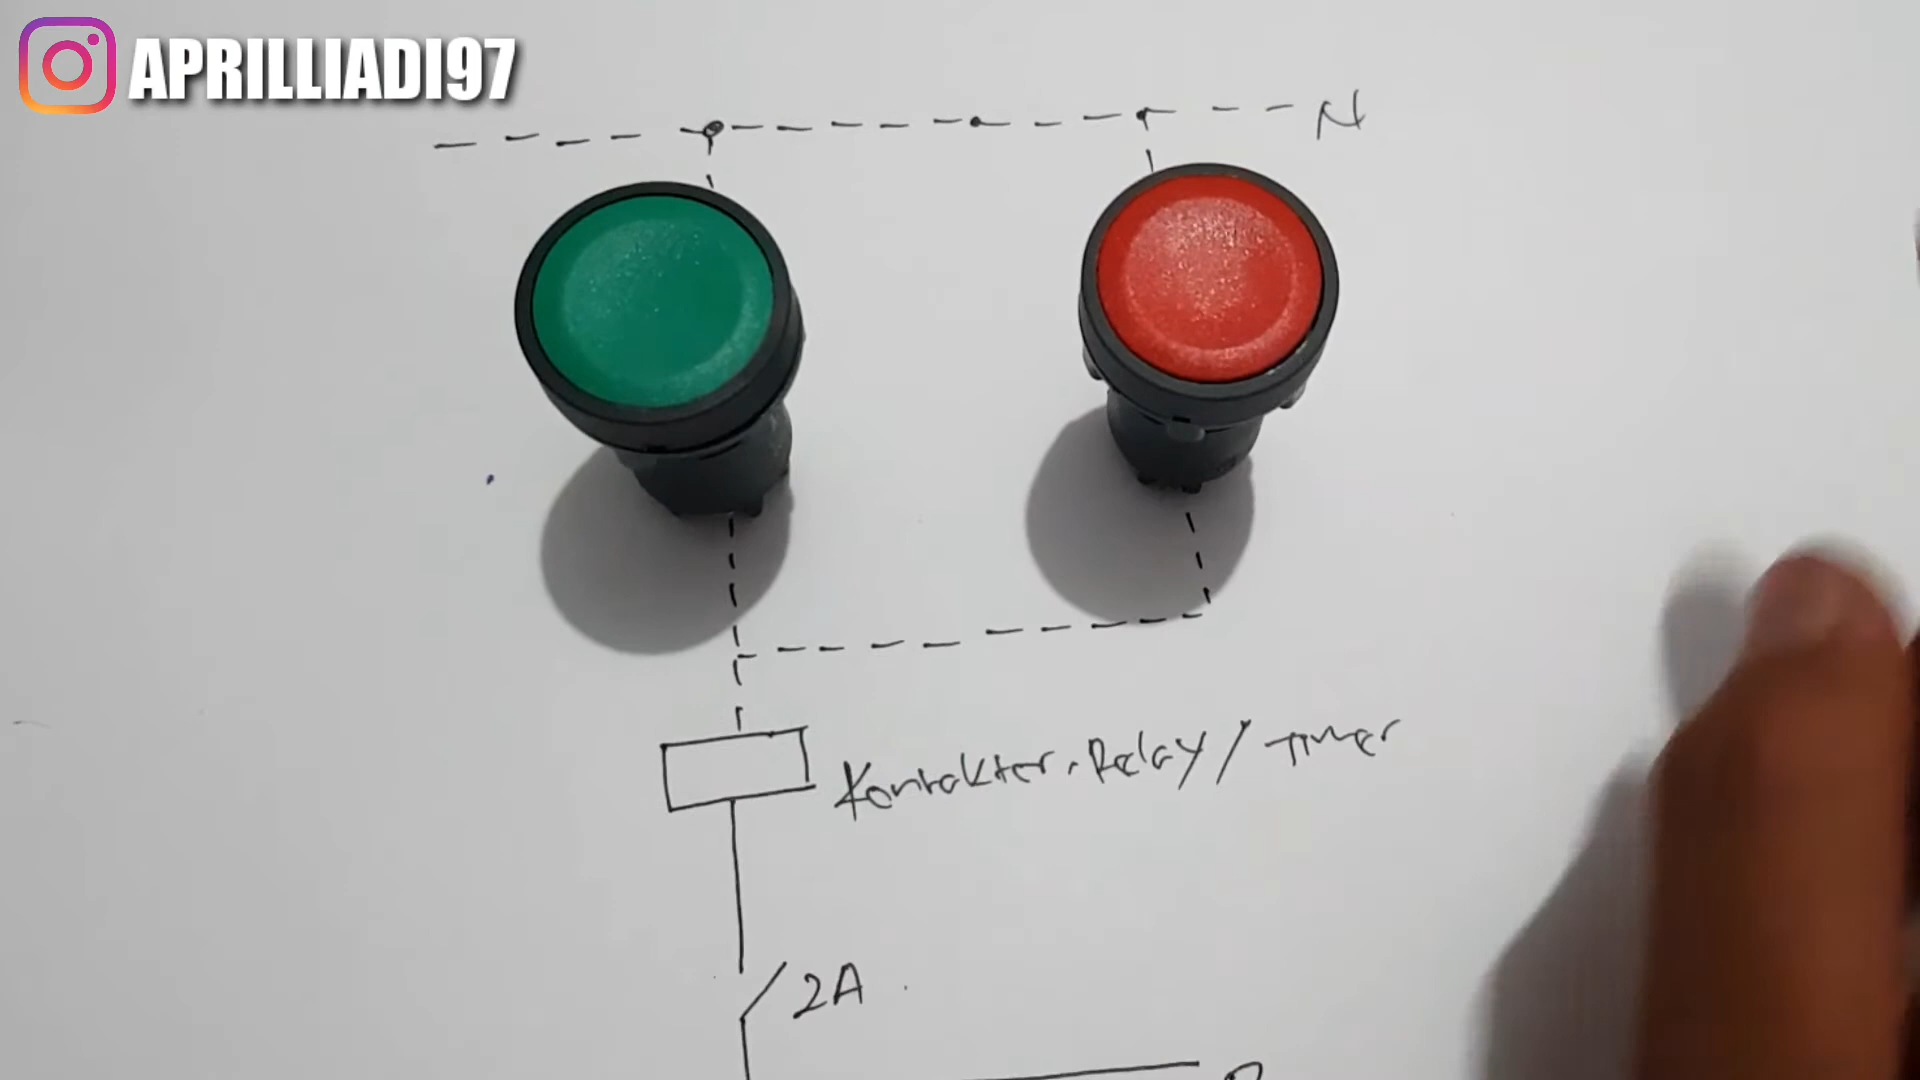 APRILLIADI97
N
Kontakter, Relay / Timer
2A